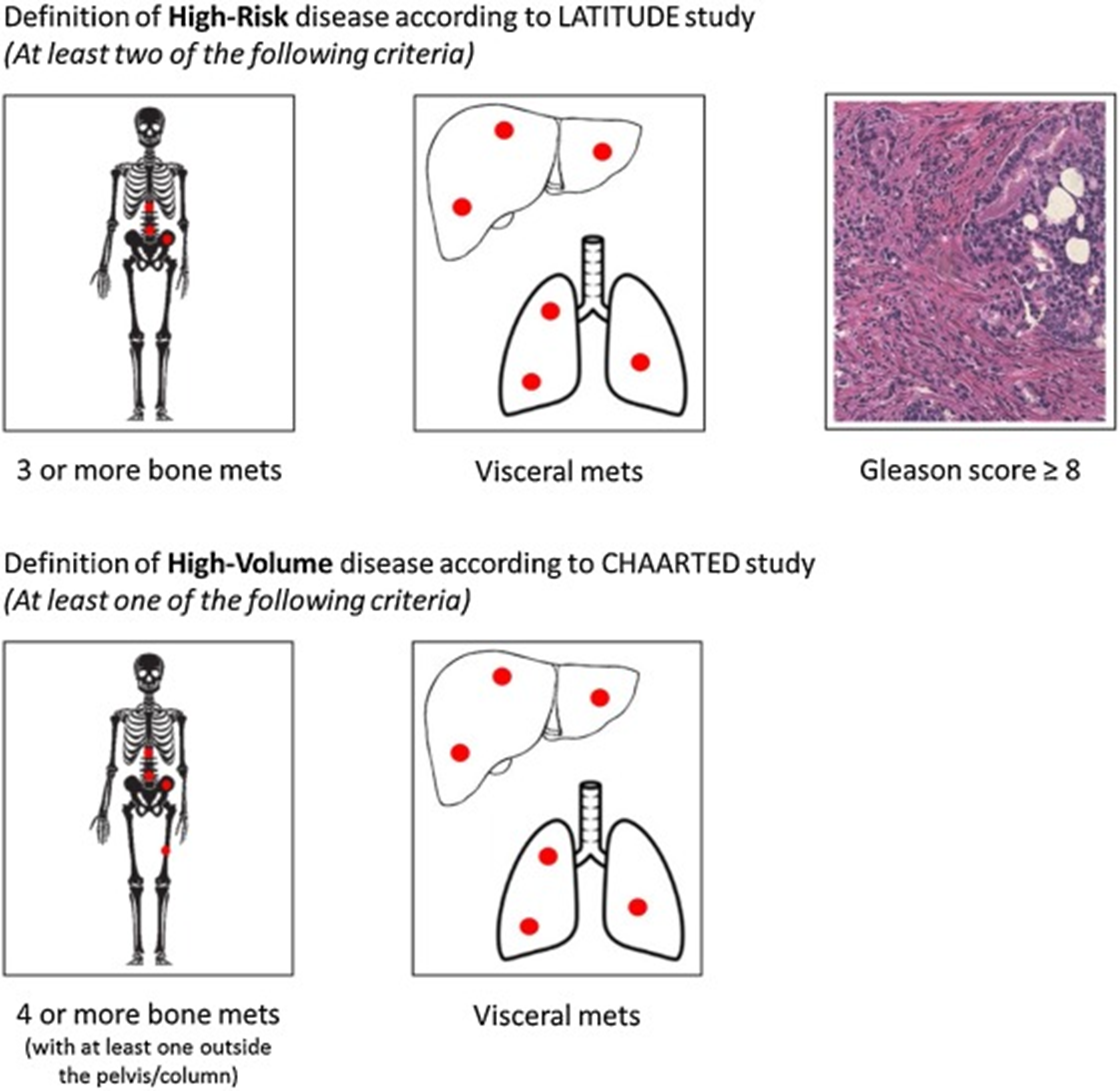 Definition of High-Risk disease according to LATITUDE study
(At least two of the following criteria)
3 or more bone mets
Visceral mets
Gleason score ≥ 8
Definition of High-Volume disease according to CHAARTED study
(At least one of the following criteria)
4 or more bone mets
(with at least one outside
the pelvis/column)
Visceral mets